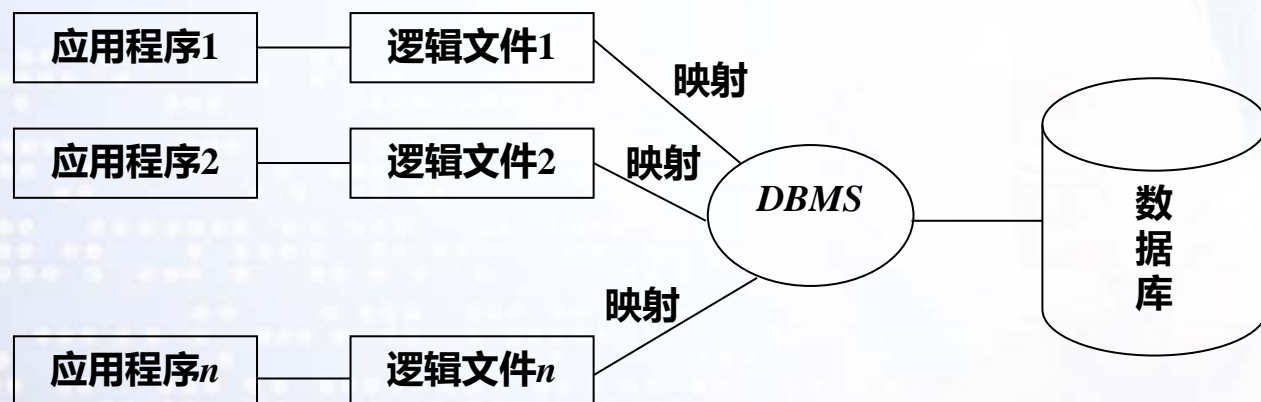 应用程序1
逻辑文件1
映射
应用程序2
逻辑文件2
映射
DBMS
数
据
库
映射
应用程序n
逻辑文件n